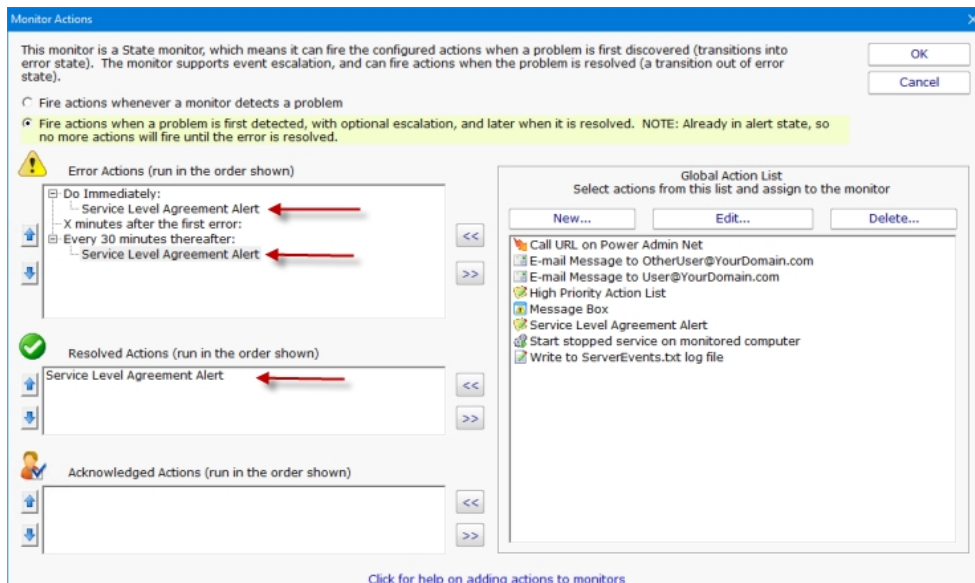 Monitor Actions
This monitor is a State monitor, which means it can fire the configured actions when a problem is first discovered (transitions into
error state). The monitor supports event escalation, and can fire actions when the problem is resolved (a transition out of error
state).
OK
Cancel
Fire actions whenever a monitor detects a problem
Fire actions when a problem is first detected, with optional escalation, and later when it is resolved. NOTE: Already in alert state, so
no more actions will fire until the error is resolved.
Error Actions (run in the order shown)
Do Immediately:
Service Level Agreement Alert
X minutes after the first error:
Every 30 minutes thereafter:
Service Level Agreement Alert
<<
>>
Resolved Actions (run in the order shown)
Service Level Agreement Alert
<<
>>
Acknowledged Actions (run in the order shown)
<<
>>
Global Action List
Select actions from this list and assign to the monitor
New...
Edit...
Delete...
Call URL on Power Admin Net
E-mail Message to OtherUser@YourDomain.com
E-mail Message to User@YourDomain.com
High Priority Action List
Message Box
Service Level Agreement Alert
Start stopped service on monitored computer
Write to ServerEvents.txt log file
Click for help on adding actions to monitors